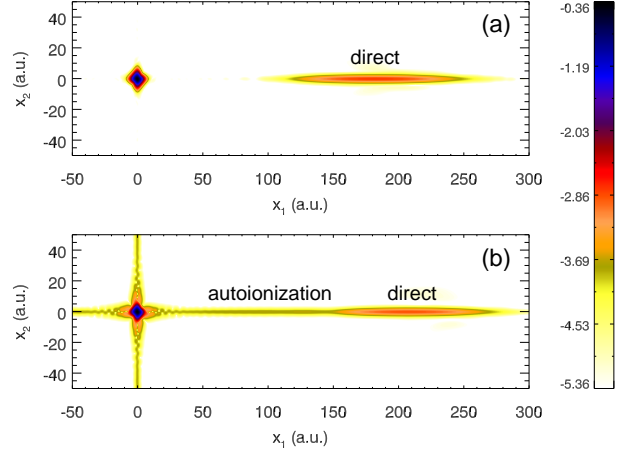 (a)
direct
40
20
0
-20
-40
x2 (a.u.)
-50 0 50 100 150 200 250 300
x1 (a.u.)
(b)
autoionization direct
40
20
0
-20
-40
x2 (a.u.)
-50 0 50 100 150 200 250 300
x1 (a.u.)
-0.36
-1.19
-2.03
-2.86
-3.69
-4.53
-5.36